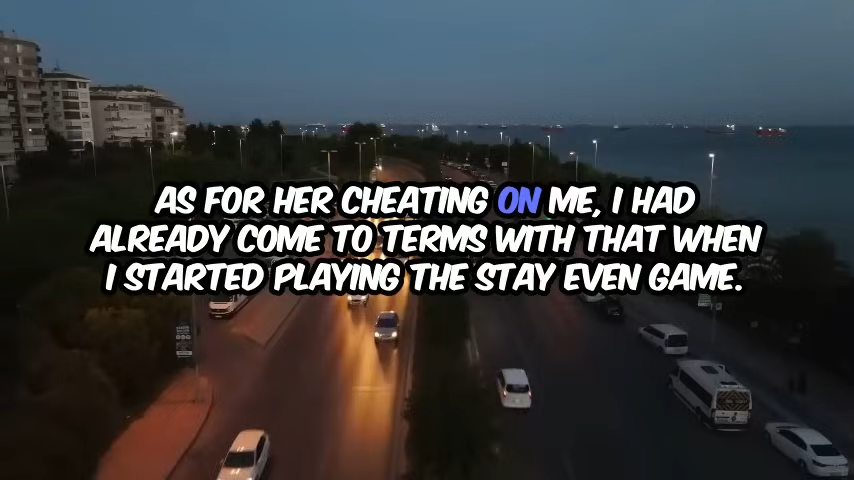 AS FOR HER CHEATING ON ME, I HAD
ALREADY COME TO TERMS WITH THAT WHEN
I STARTED PLAYING THE STAY EVEN GAME.